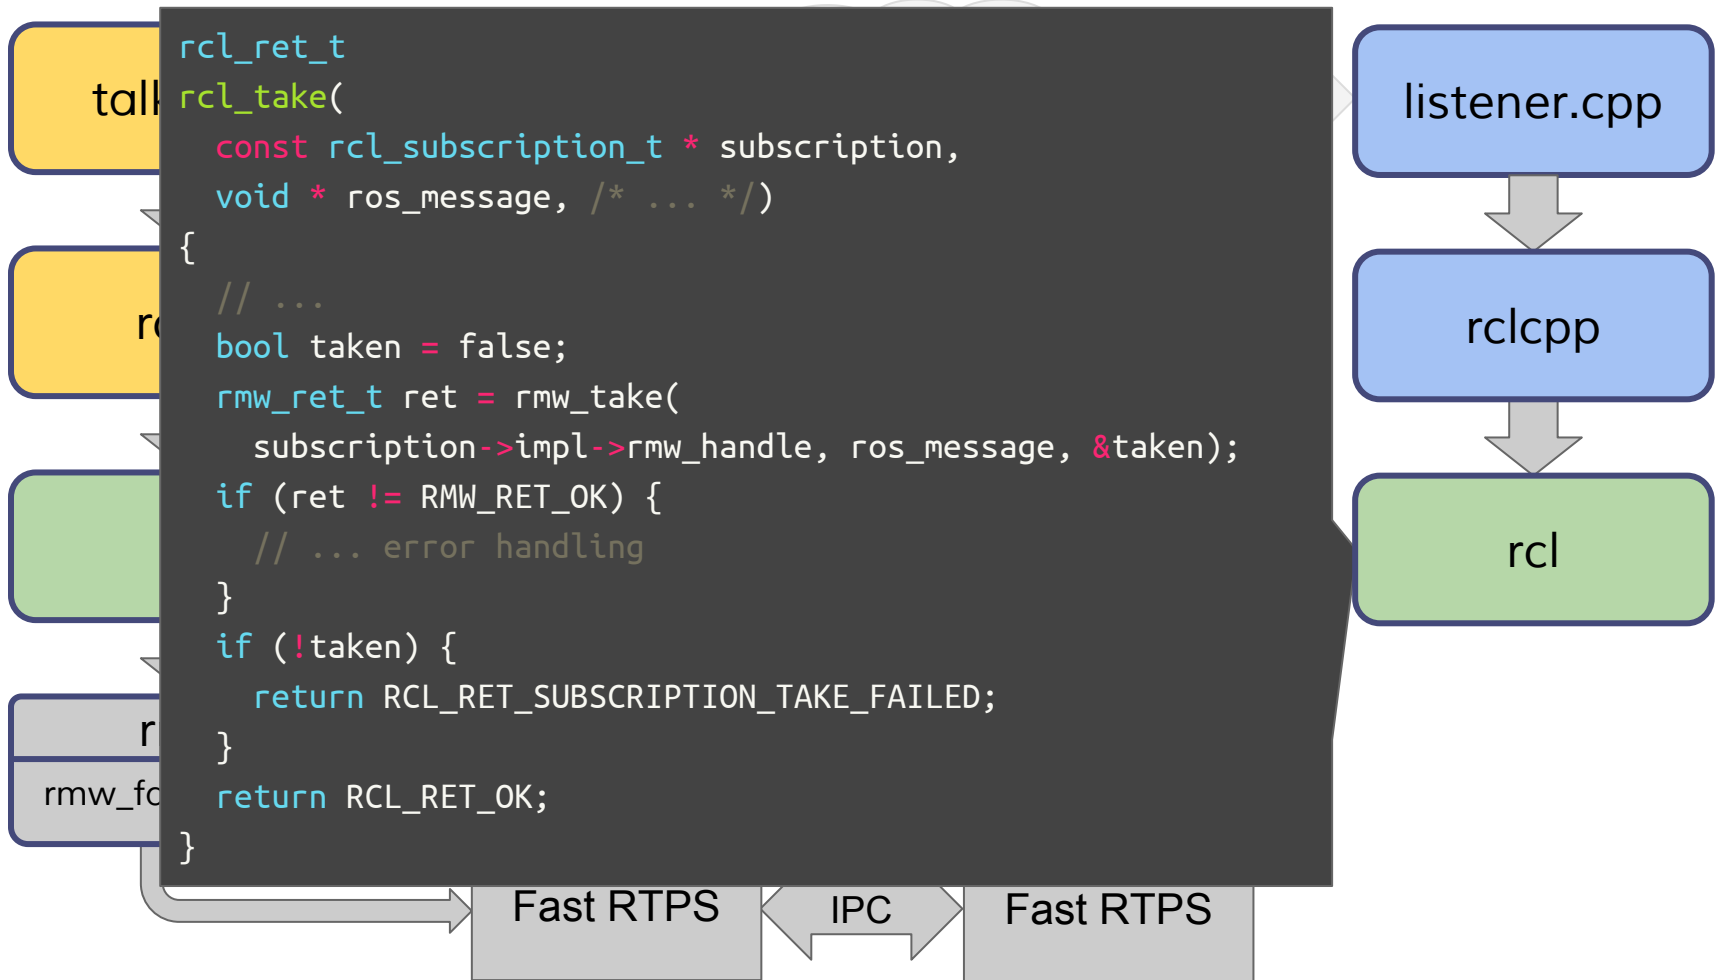 rcl_ret_t
rcl_take(
  const rcl_subscription_t * subscription,
  void * ros_message, /* ... */)
{
  // ...
  bool taken = false;
  rmw_ret_t ret = rmw_take(
    subscription->impl->rmw_handle, ros_message, &taken);
  if (ret != RMW_RET_OK) {
    // ... error handling
  }
  if (!taken) {
    return RCL_RET_SUBSCRIPTION_TAKE_FAILED;
  }
  return RCL_RET_OK;
}
listener.cpp
rclcpp
rcl
Fast RTPS
IPC
Fast RTPS